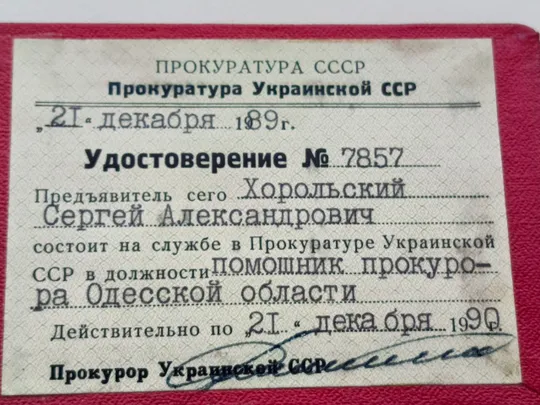 ПРОКУРАТУРА СССР
Прокуратура Украинской ССР
„21“ декабря 1989г.
Удостоверение № 7857
Предъявитель сего Хорольский
Сергей Александрович
состоит на службе в Прокуратуре Украинской
ССР в должности помошник прокуро-
ра Одесской области
Действительно по „21“ декабря 1990г.
Прокурор Украинской ССР